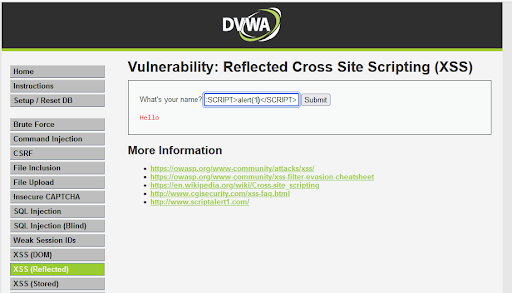 DVWA
Vulnerability: Reflected Cross Site Scripting (XSS)
Home
Instructions
Setup / Reset DB
Brute Force
Command Injection
CSRF
File Inclusion
File Upload
Insecure CAPTCHA
SQL Injection
SQL Injection (Blind)
Weak Session IDs
XSS (DOM)
XSS (Reflected)
XSS (Stored)
What's your name? SCRIPT>alert(1)</SCRIPT> Submit
Hello
More Information
https://owasp.org/www-community/attacks/xss/
https://owasp.org/www-community/xss-filter-evasion-cheatsheet
https://en.wikipedia.org/wiki/Cross-site_scripting
http://www.cgisecurity.com/xss-faq.html
http://www.scriptalert1.com/